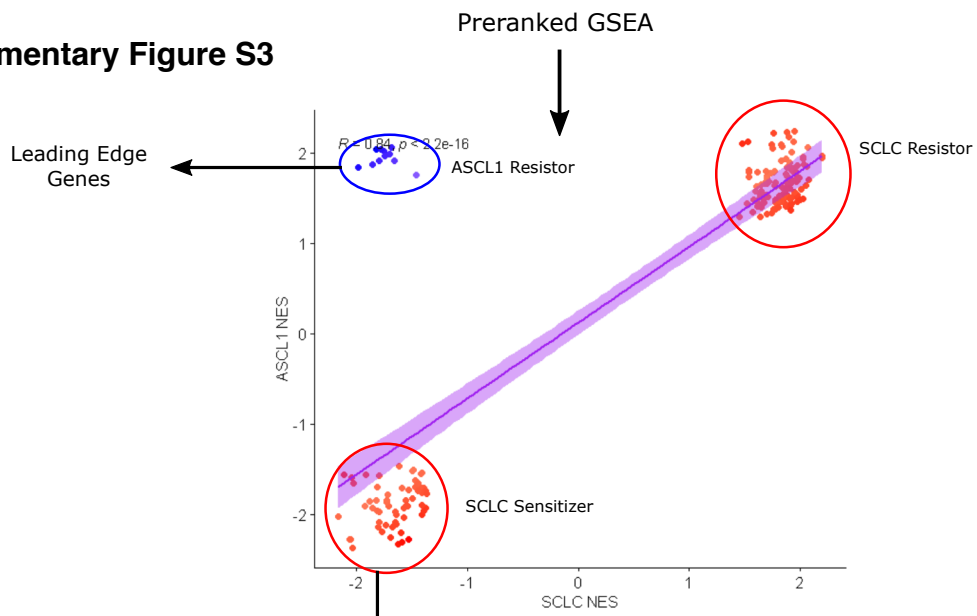 Preranked GSEA
mentary Figure S3
R = 0.84, p < 2.2e-16
Leading Edge
Genes
ASCL1 Resistor
SCLC Resistor
2
1
0
-1
-2
ASCL1 NES
SCLC Sensitizer
-2 -1 0 1 2
SCLC NES